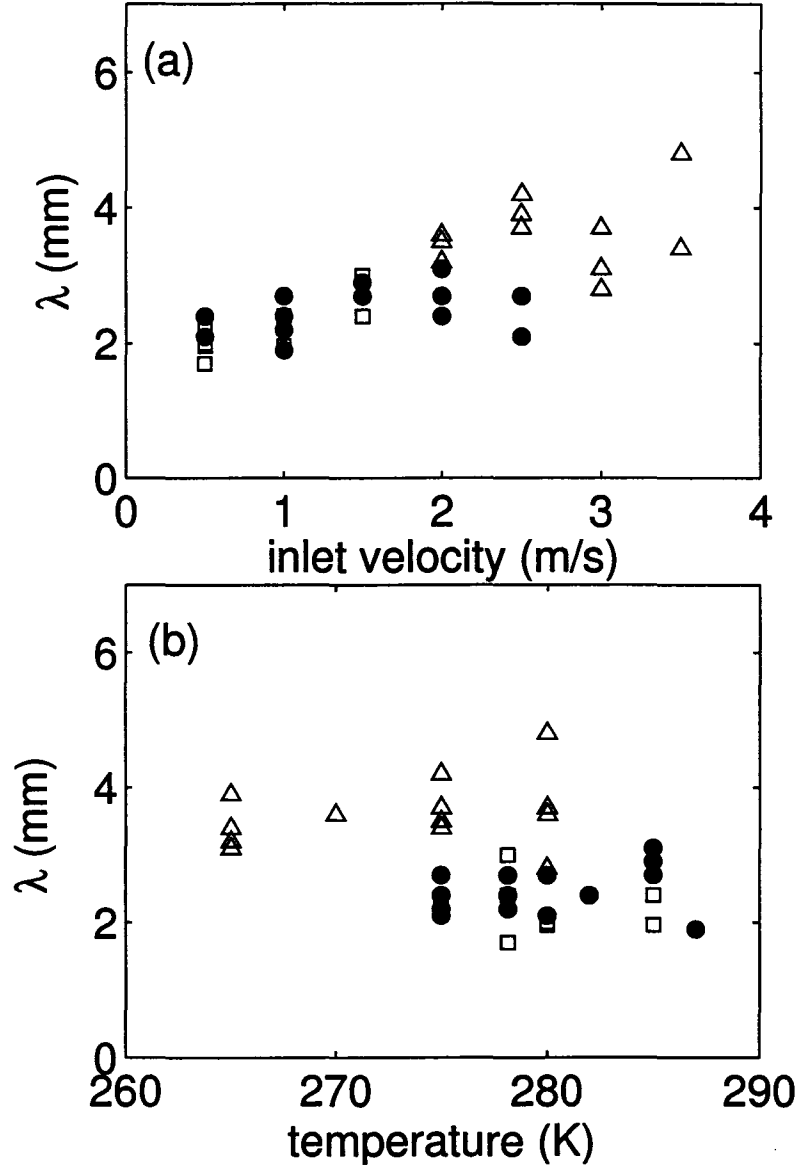 (a)
6
4
2
0
λ (mm)
0 1 2 3 4
inlet velocity (m/s)
(b)
6
4
2
0
λ (mm)
260 270 280 290
temperature (K)